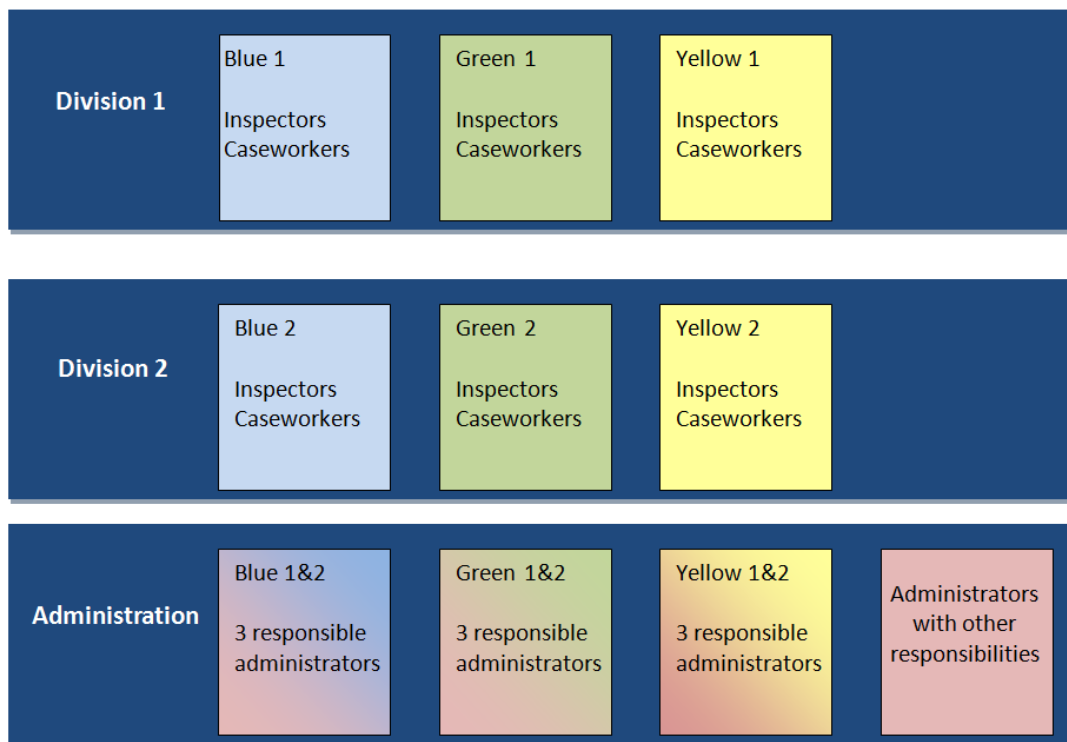 Division 1
Blue 1
Inspectors
Caseworkers
Green 1
Inspectors
Caseworkers
Yellow 1
Inspectors
Caseworkers
Division 2
Blue 2
Inspectors
Caseworkers
Green 2
Inspectors
Caseworkers
Yellow 2
Inspectors
Caseworkers
Administration
Blue 1&2
3 responsible
administrators
Green 1&2
3 responsible
administrators
Yellow 1&2
3 responsible
administrators
Administrators
with other
responsibilities